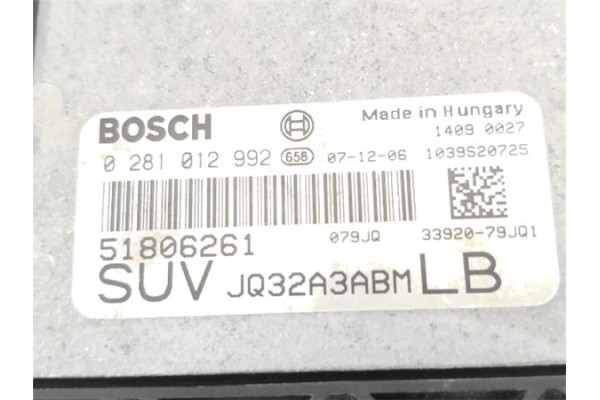 BOSCH
Made in Hungary
1409 0027
0 281 012 992 658 07-12-06 1039S20725
51806261 079JQ 33920-79JQ1
SUV JQ32A3ABM LB